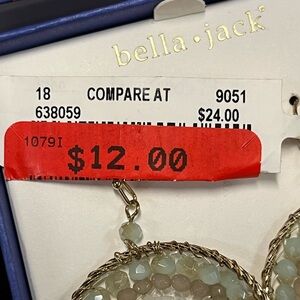 bella·jack
18 COMPARE AT 9051
638059 $24.00
1079I
$12.00